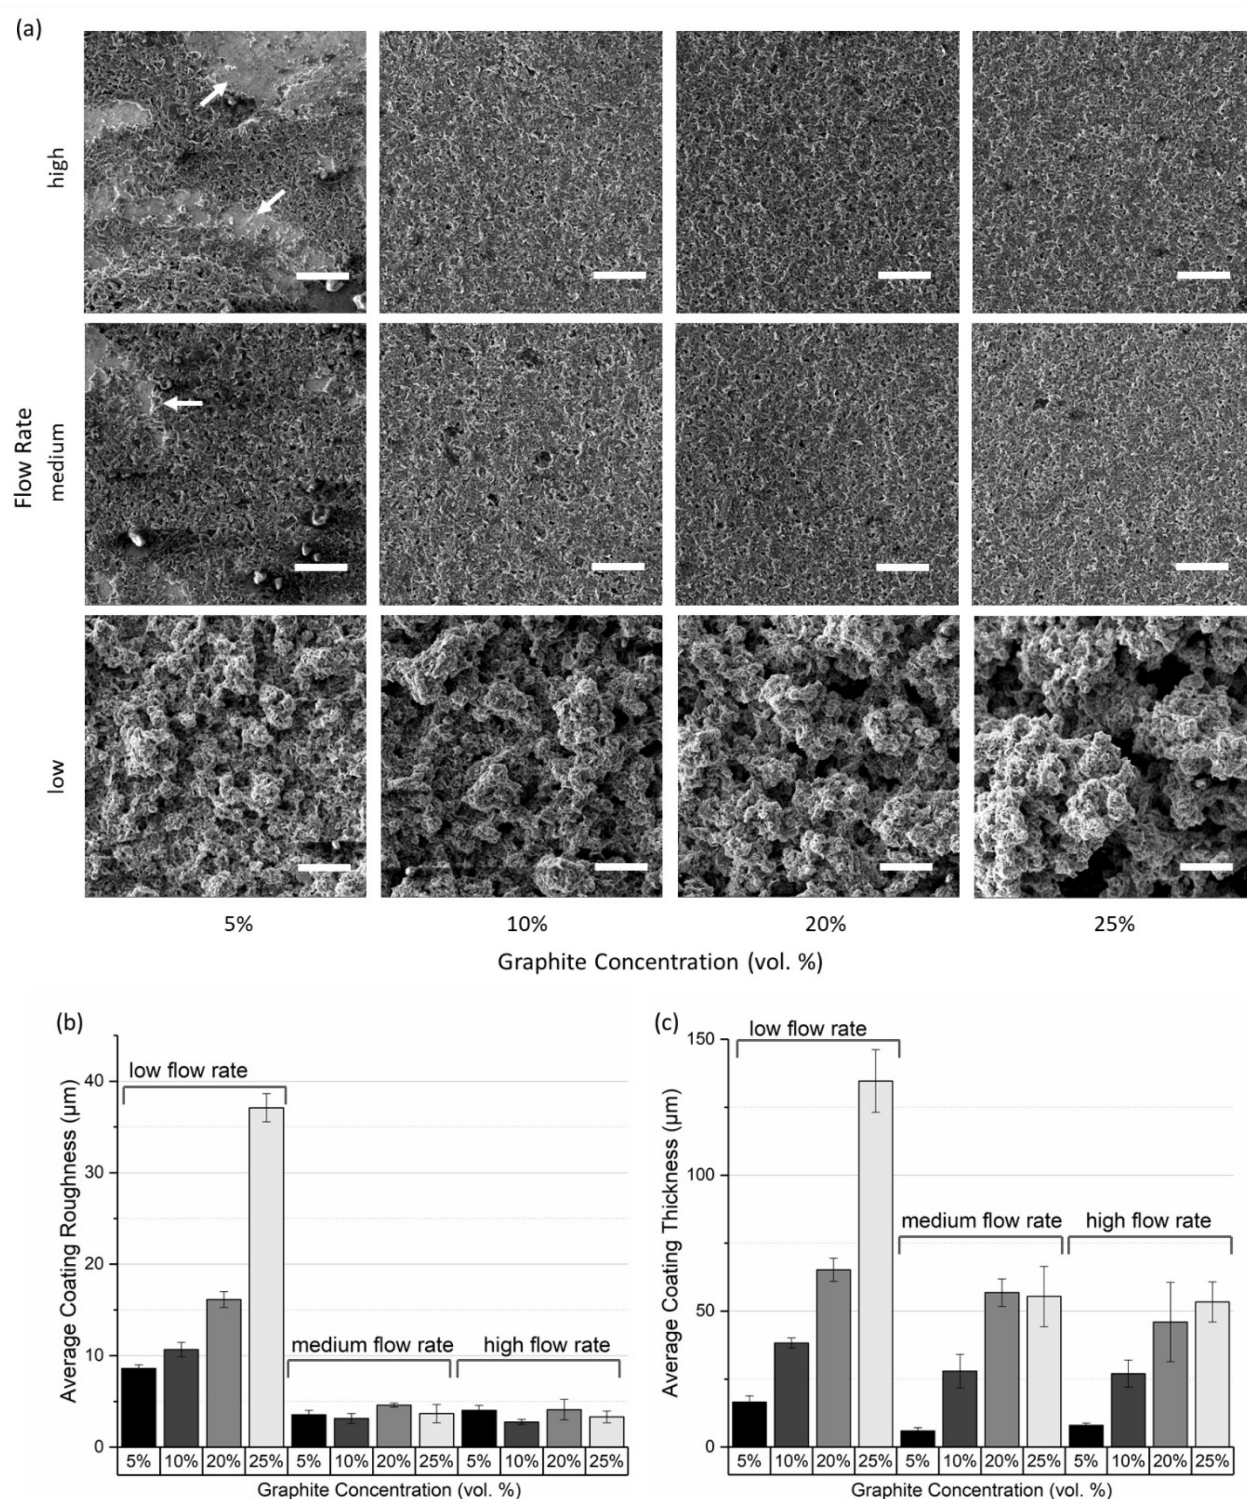 (a)
high
Flow Rate
medium
low
5% 10% 20% 25%
Graphite Concentration (vol. %)
(b)
low flow rate
medium flow rate high flow rate
Average Coating Roughness (μm)
40
30
20
10
0
5% 10% 20% 25% 5% 10% 20% 25% 5% 10% 20% 25%
Graphite Concentration (vol. %)
(c)
low flow rate
medium flow rate high flow rate
Average Coating Thickness (μm)
150
100
50
0
5% 10% 20% 25% 5% 10% 20% 25% 5% 10% 20% 25%
Graphite Concentration (vol. %)